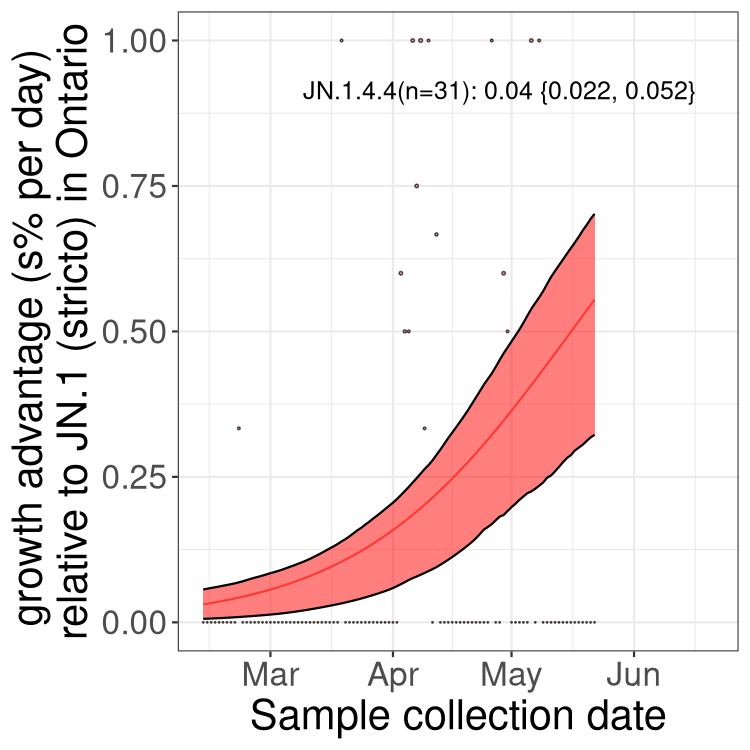 growth advantage (s% per day)
relative to JN.1 (stricto) in Ontario
1.00
0.75
0.50
0.25
0.00
JN.1.4.4(n=31): 0.04 {0.022, 0.052}
Mar Apr May Jun
Sample collection date